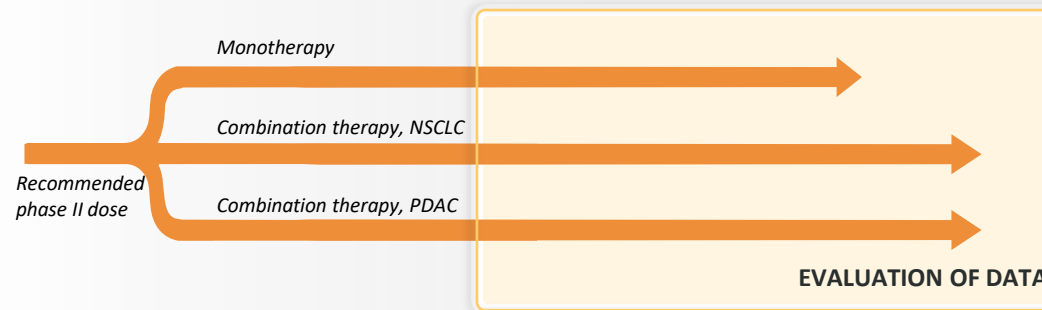 Monotherapy
Combination therapy, NSCLC
Recommended
phase II dose
Combination therapy, PDAC
EVALUATION OF DATA